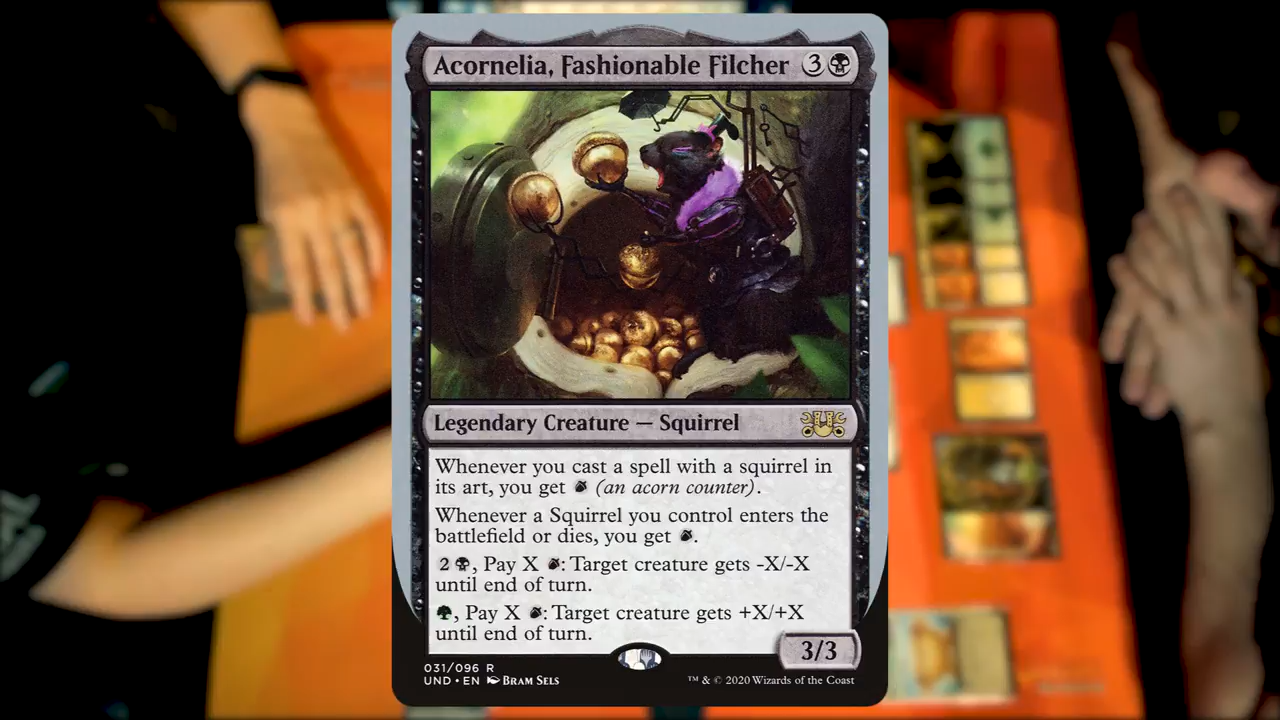 Acornelia, Fashionable Filcher 3
Legendary Creature — Squirrel
Whenever you cast a spell with a squirrel in
its art, you get (an acorn counter).
Whenever a Squirrel you control enters the
battlefield or dies, you get .
2 , Pay X : Target creature gets -X/-X
until end of turn.
, Pay X : Target creature gets +X/+X
until end of turn.
3/3
031/096 R
UND • EN BRAM SELS
™ & © 2020 Wizards of the Coast